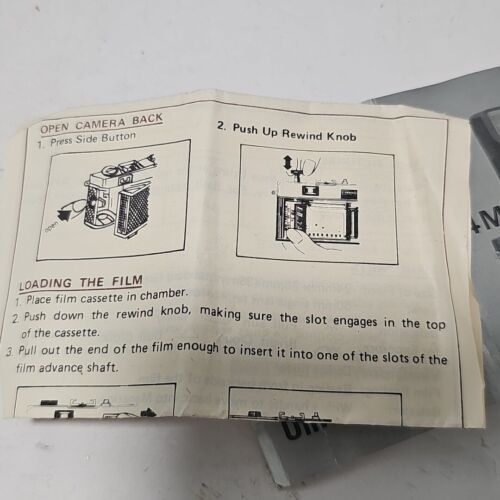 OPEN CAMERA BACK
1. Press Side Button
2. Push Up Rewind Knob
open
LOADING THE FILM
1. Place film cassette in chamber.
2. Push down the rewind knob, making sure the slot engages in the top
of the cassette.
3. Pull out the end of the film enough to insert it into one of the slots of the
film advance shaft.